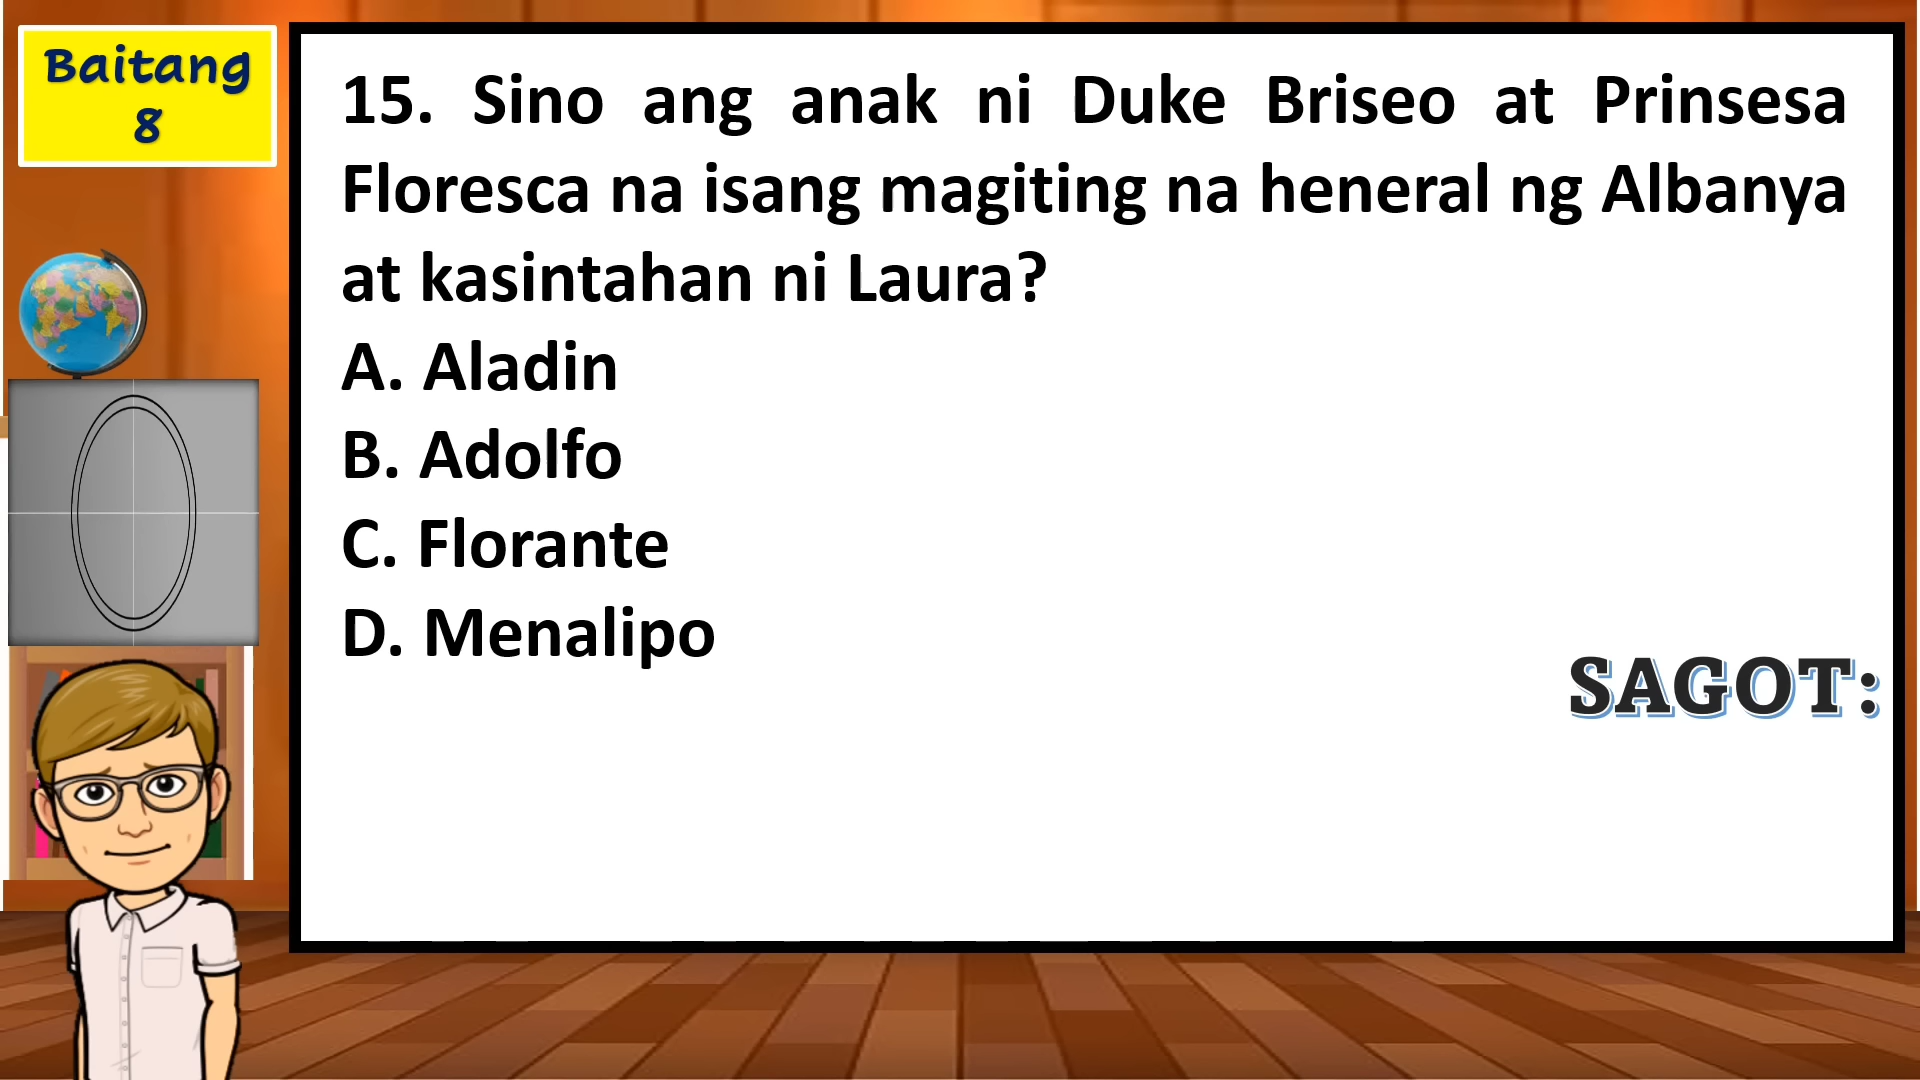 Baitang
8
15. Sino ang anak ni Duke Briseo at Prinsesa
Floresca na isang magiting na heneral ng Albanya
at kasintahan ni Laura?
A. Aladin
B. Adolfo
C. Florante
D. Menalipo
SAGOT: